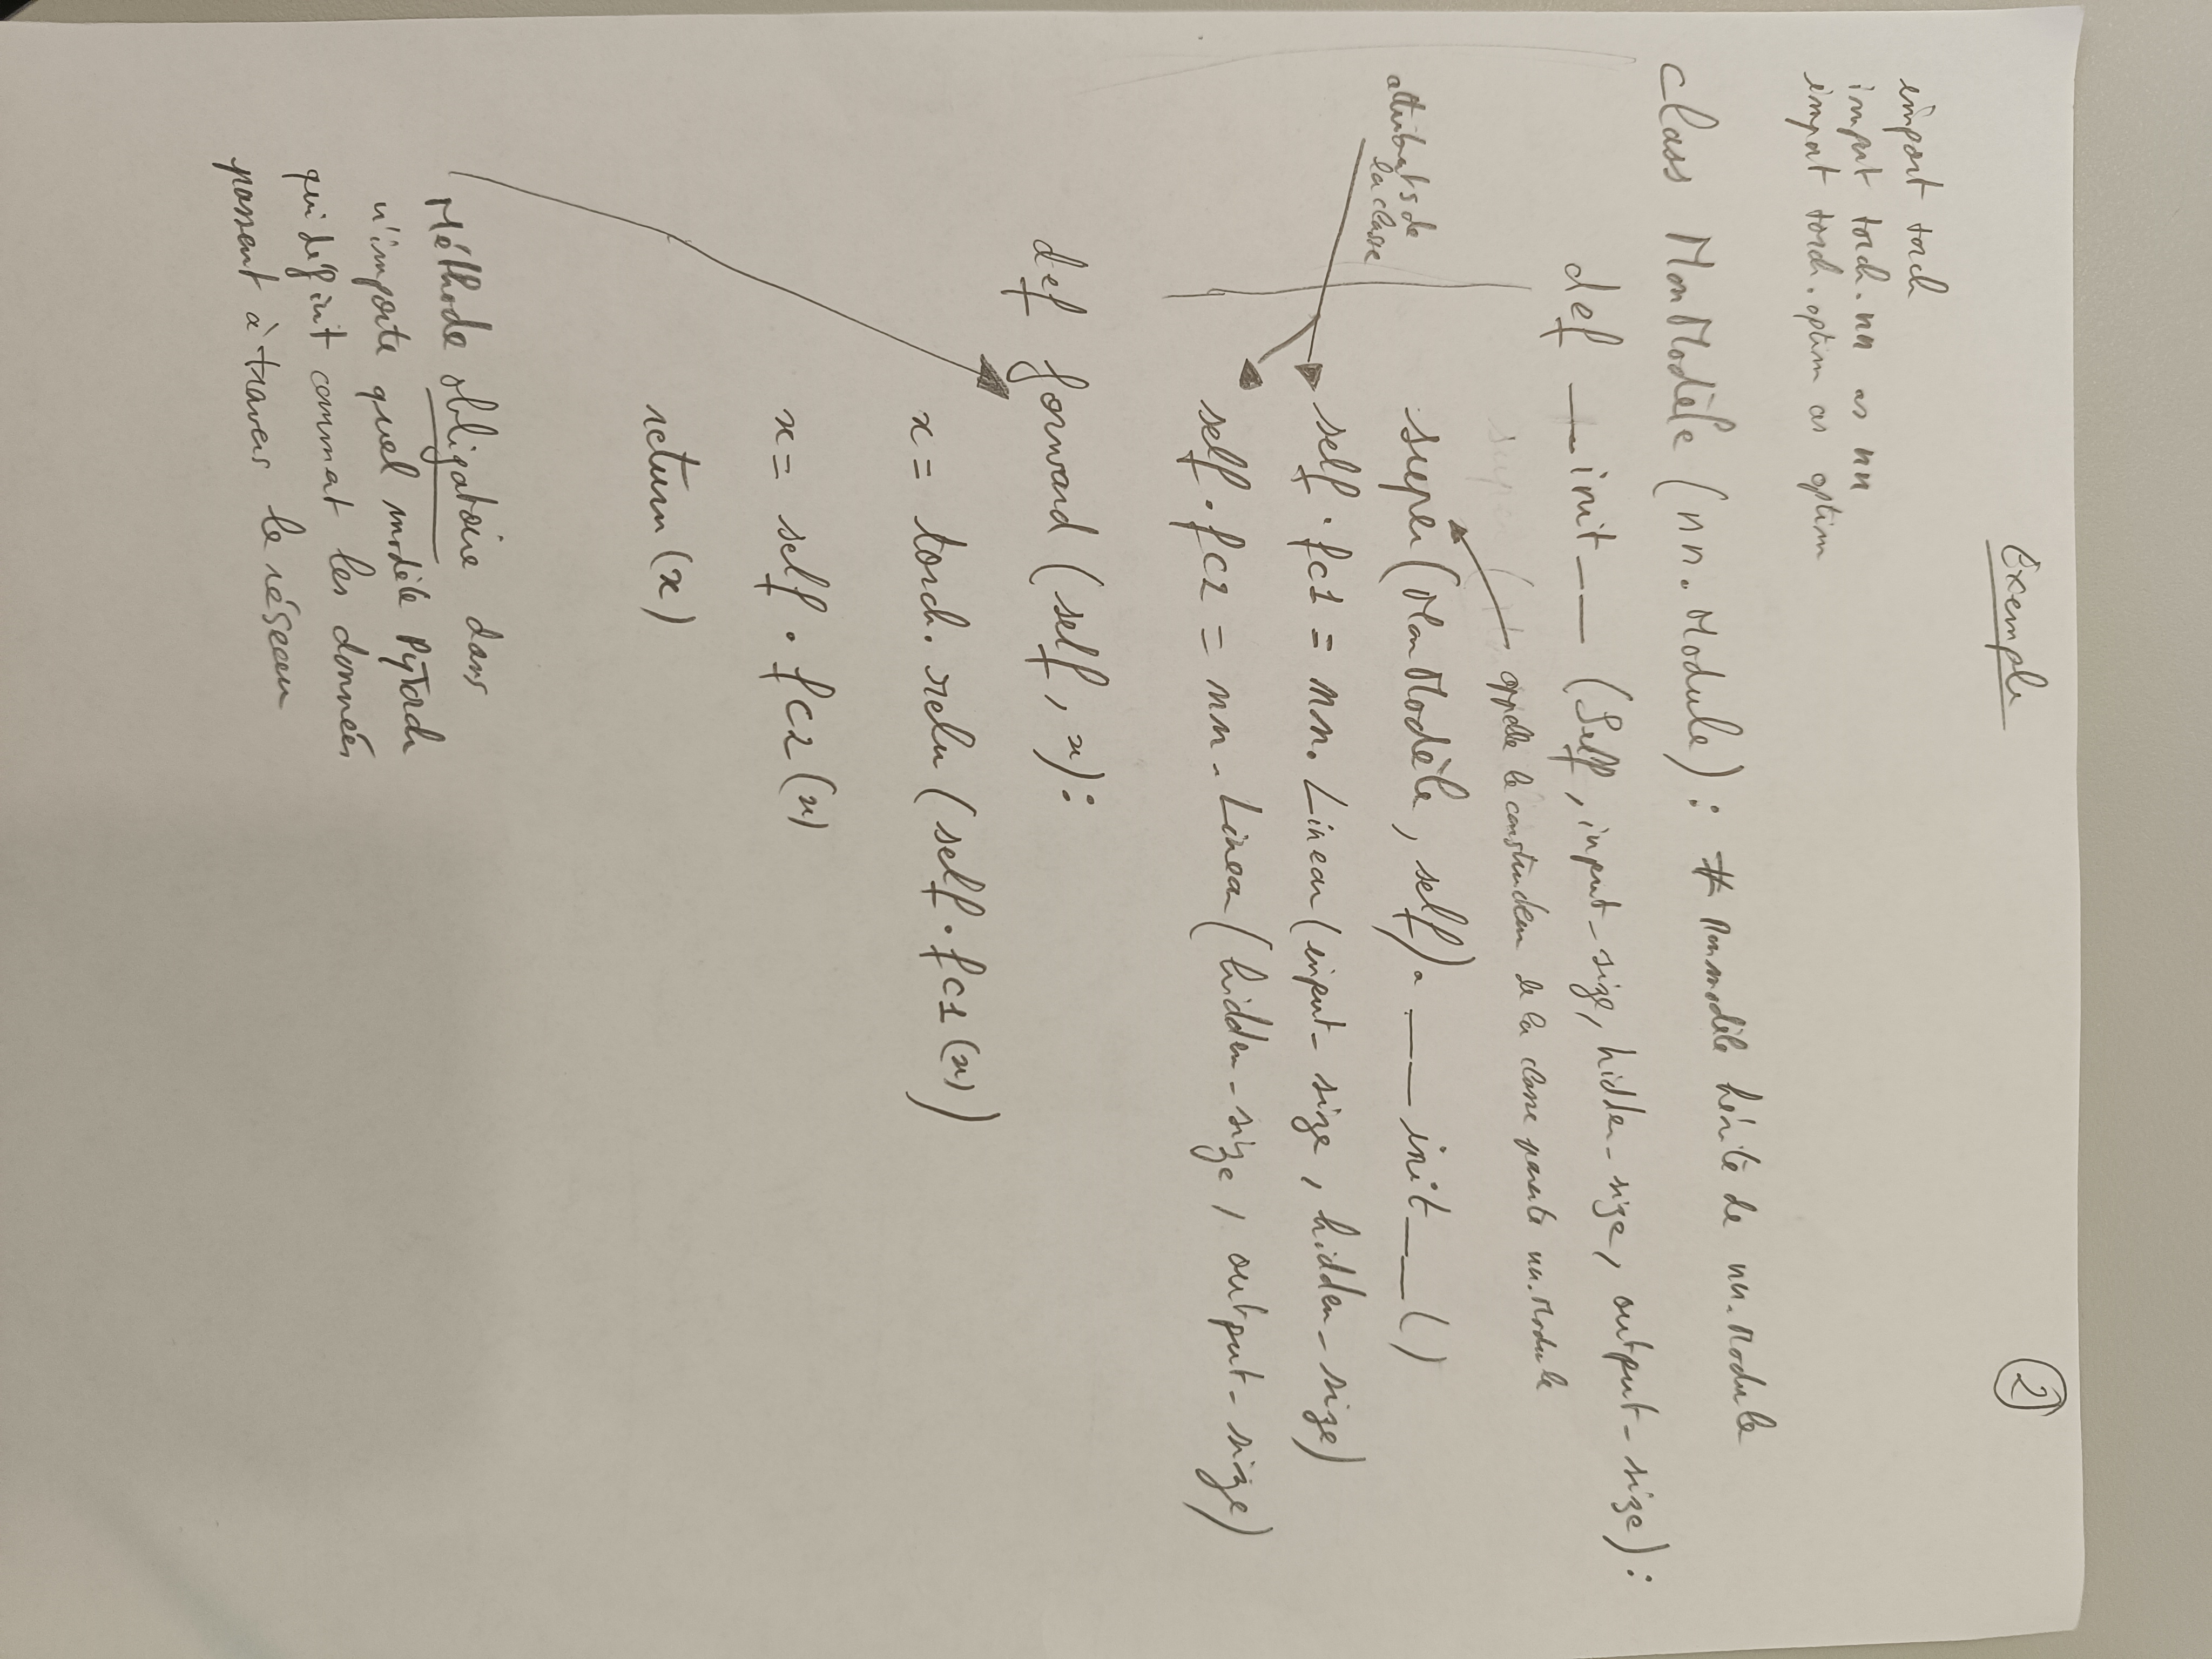 Exemple
2
import torch
import torch.nn as nn
import torch.optim as optim
class MonModèle (nn.Module) : # Monmodèle hérite de nn.Module
def __init__ (Self, input_size, hidden_size, output_size) :
appelle le constructeur de la classe parente nn.Module
super(MonModèle, self).__init__()
attributs de
la classe
self.fc1 = nn.Linear(input_size, hidden_size)
self.fc2 = nn.Linear(hidden_size, output_size)
def forward (self, x):
x = torch.relu (self.fc1(x))
x = self.fc2(x)
return(x)
Méthode obligatoire dans
n'importe quel modèle PyTorch
qui définit comment les données
passent à travers le réseau